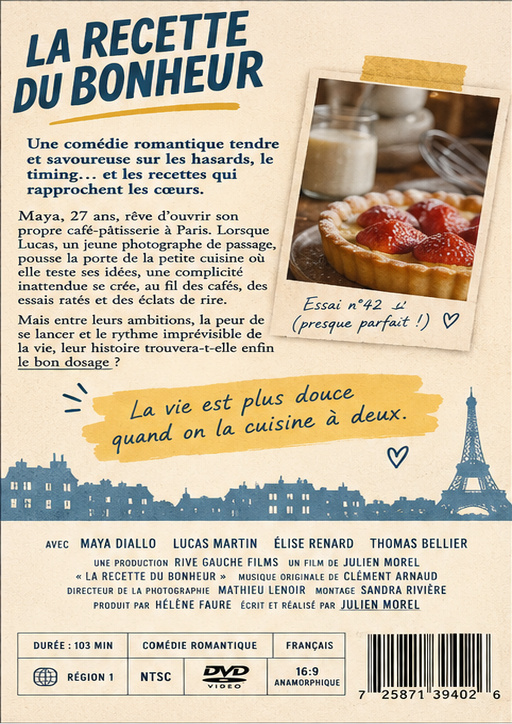 LA RECETTE
DU BONHEUR
Une comédie romantique tendre
et savoureuse sur les hasards, le
timing... et les recettes qui
rapprochent les cœurs.
Maya, 27 ans, rêve d'ouvrir son
propre café-pâtisserie à Paris. Lorsque
Lucas, un jeune photographe de passage,
pousse la porte de la petite cuisine où
elle teste ses idées, une complicité
inattendue se crée, au fil des cafés, des
essais ratés et des éclats de rire.
Mais entre leurs ambitions, la peur de
se lancer et le rythme imprévisible de
la vie, leur histoire trouvera-t-elle enfin
le bon dosage ?
Essai n°42
(presque parfait !)
La vie est plus douce
quand on la cuisine à deux.
AVEC MAYA DIALLO LUCAS MARTIN ÉLISE RENARD THOMAS BELLIER
UNE PRODUCTION RIVE GAUCHE FILMS UN FILM DE JULIEN MOREL
« LA RECETTE DU BONHEUR » MUSIQUE ORIGINALE DE CLÉMENT ARNAUD
DIRECTEUR DE LA PHOTOGRAPHIE MATHIEU LENOIR MONTAGE SANDRA RIVIÈRE
PRODUIT PAR HÉLÈNE FAURE ÉCRIT ET RÉALISÉ PAR JULIEN MOREL
DURÉE : 103 MIN COMÉDIE ROMANTIQUE FRANÇAIS
RÉGION 1 NTSC DVD VIDEO 16:9 ANAMORPHIQUE
7 25871 39402 6